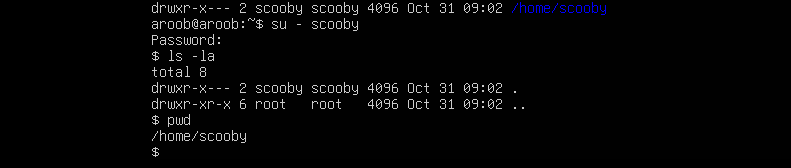 drwxr-x--- 2 scooby scooby 4096 Oct 31 09:02 /home/scooby
aroob@aroob:~$ su - scooby
Password:
$ ls -la
total 8
drwxr-x--- 2 scooby scooby 4096 Oct 31 09:02 .
drwxr-xr-x 6 root   root   4096 Oct 31 09:02 ..
$ pwd
/home/scooby
$